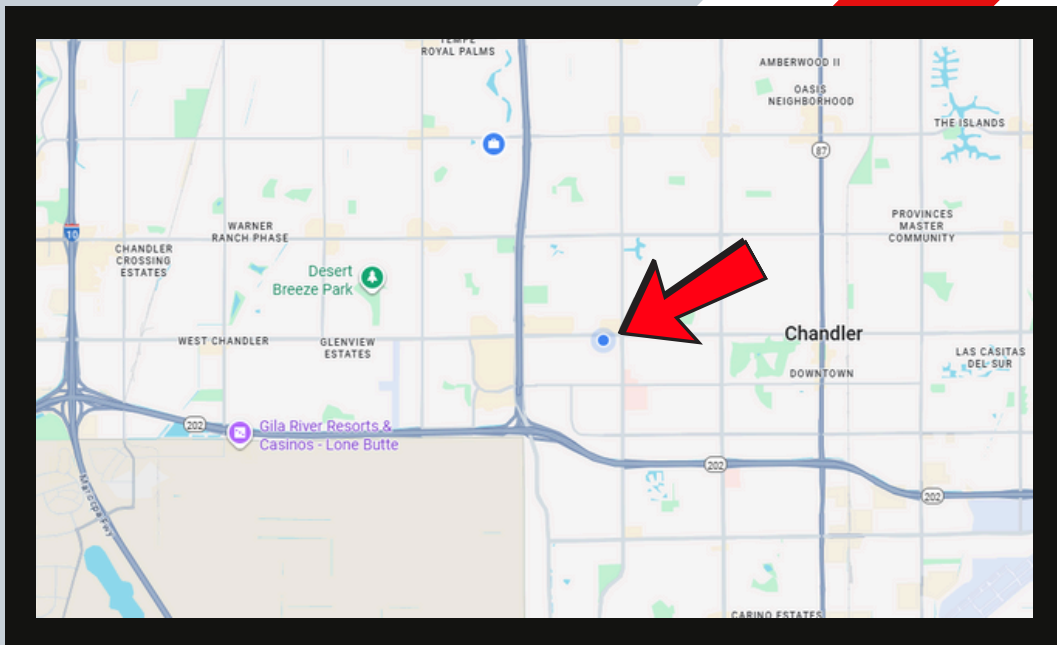 TEMPE
ROYAL PALMS
AMBERWOOD II
OASIS
NEIGHBORHOOD
THE ISLANDS
87
WARNER
RANCH PHASE
PROVINCES
MASTER
COMMUNITY
10
CHANDLER
CROSSING
ESTATES
Desert
Breeze Park
WEST CHANDLER
GLENVIEW
ESTATES
Chandler
LAS CASITAS
DEL SUR
DOWNTOWN
202
Gila River Resorts &
Casinos - Lone Butte
202
202
Maricopa Fwy
CARINO ESTATES